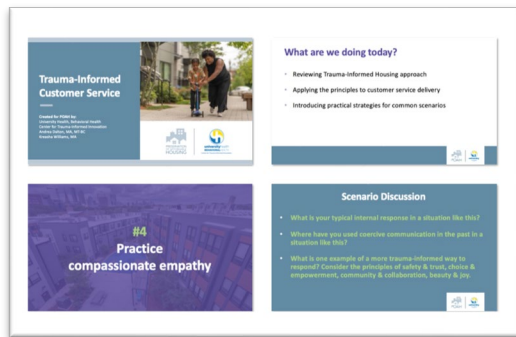 Trauma-Informed
Customer Service
Created for POAH by:
University Health, Behavioral Health
Center for Trauma-Informed Innovation
What are we doing today?
• Reviewing Trauma-Informed Housing approach
• Applying the principles to customer service delivery
• Introducing practical strategies for common scenarios
#4
Practice
compassionate empathy
Scenario Discussion
• What is your typical internal response in a situation like this?
• Where have you used coercive communication in the past in a
situation like this?
• What is one example of a more trauma-informed way to
respond? Consider the principles of safety & trust, choice &
empowerment, community & collaboration, beauty & joy.